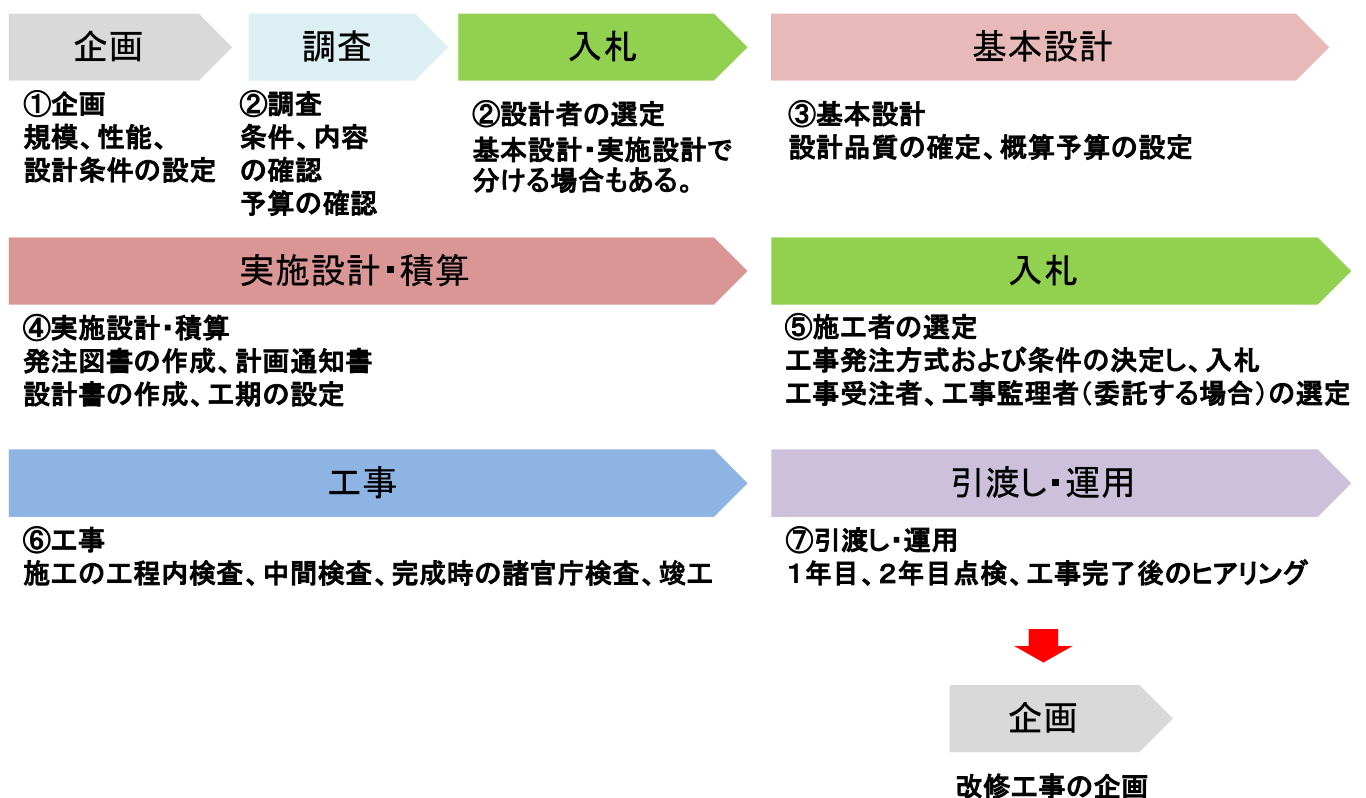 企画
調査
入札
基本設計
①企画
規模、性能、
設計条件の設定
②調査
条件、内容
の確認
予算の確認
②設計者の選定
基本設計・実施設計で
分ける場合もある。
③基本設計
設計品質の確定、概算予算の設定
実施設計・積算
入札
④実施設計・積算
発注図書の作成、計画通知書
設計書の作成、工期の設定
⑤施工者の選定
工事発注方式および条件の決定し、入札
工事受注者、工事監理者（委託する場合）の選定
工事
引渡し・運用
⑥工事
施工の工程内検査、中間検査、完成時の諸官庁検査、竣工
⑦引渡し・運用
１年目、２年目点検、工事完了後のヒアリング
企画
改修工事の企画